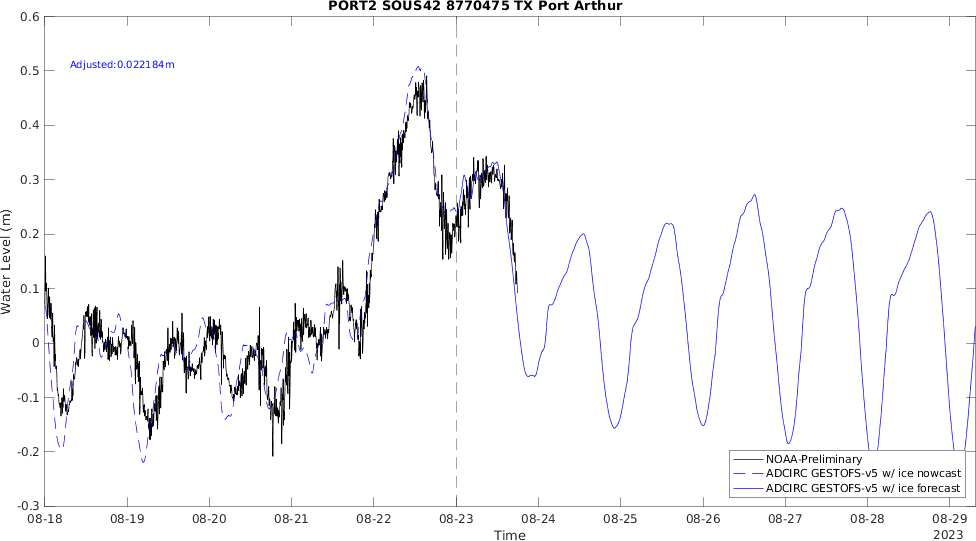 PORT2 SOUS42 8770475 TX Port Arthur
0.6
Adjusted:0.022184m
0.5
0.4
0.3
0.2
0.1
0
-0.1
-0.2
-0.3
Water Level (m)
NOAA-Preliminary
ADCIRC GESTOFS-v5 w/ ice nowcast
ADCIRC GESTOFS-v5 w/ ice forecast
08-18 08-19 08-20 08-21 08-22 08-23 08-24 08-25 08-26 08-27 08-28 08-29
Time
2023